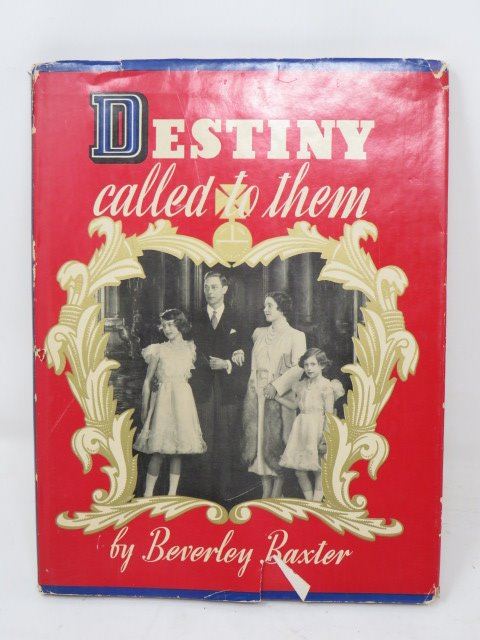 DESTINY
called to them
by Beverley Baxter